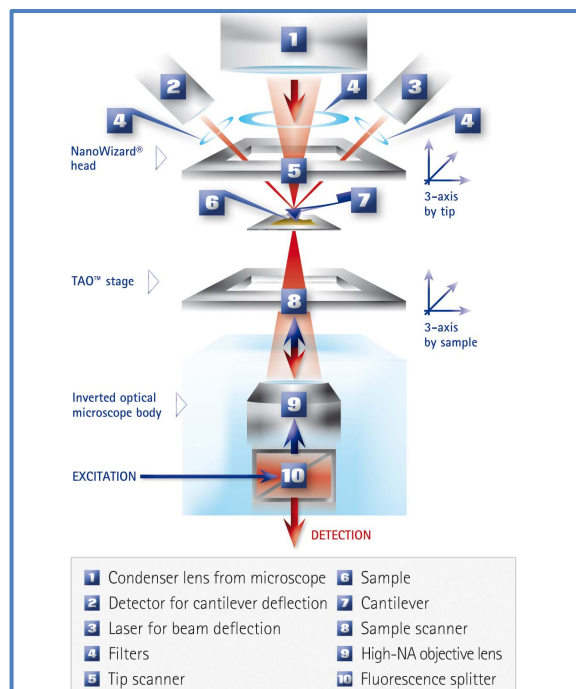 1
2
3
4
4
4
NanoWizard®
head
5
6
7
3-axis
by tip
TAO™ stage
8
3-axis
by sample
Inverted optical
microscope body
9
EXCITATION
10
DETECTION
1 Condenser lens from microscope
2 Detector for cantilever deflection
3 Laser for beam deflection
4 Filters
5 Tip scanner
6 Sample
7 Cantilever
8 Sample scanner
9 High-NA objective lens
10 Fluorescence splitter